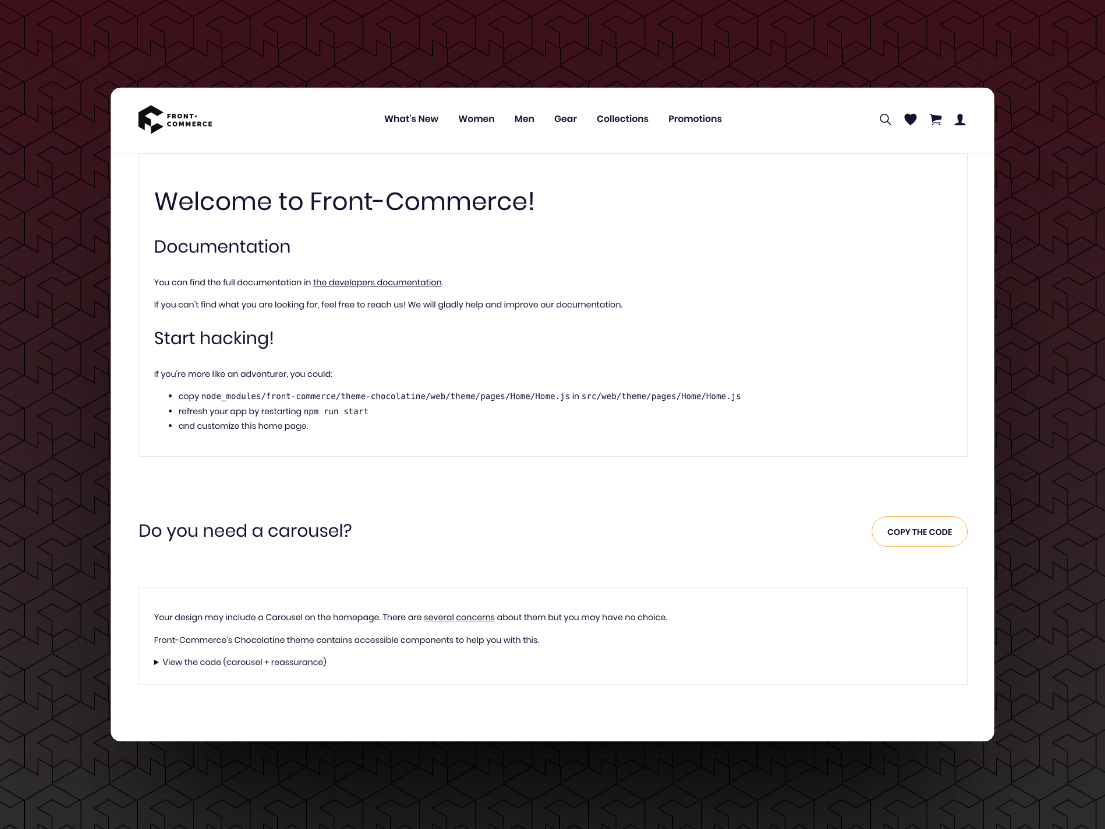 FRONT-
COMMERCE
What's New Women Men Gear Collections Promotions
Welcome to Front-Commerce!
Documentation
You can find the full documentation in the developers documentation.
If you can't find what you are looking for, feel free to reach us! We will gladly help and improve our documentation.
Start hacking!
If you're more like an adventurer, you could:
• copy node_modules/front-commerce/theme-chocolatine/web/theme/pages/Home/Home.js in src/web/theme/pages/Home/Home.js
• refresh your app by restarting npm run start
• and customize this home page.
Do you need a carousel?
COPY THE CODE
Your design may include a Carousel on the homepage. There are several concerns about them but you may have no choice.
Front-Commerce's Chocolatine theme contains accessible components to help you with this.
▶ View the code (carousel + reassurance)